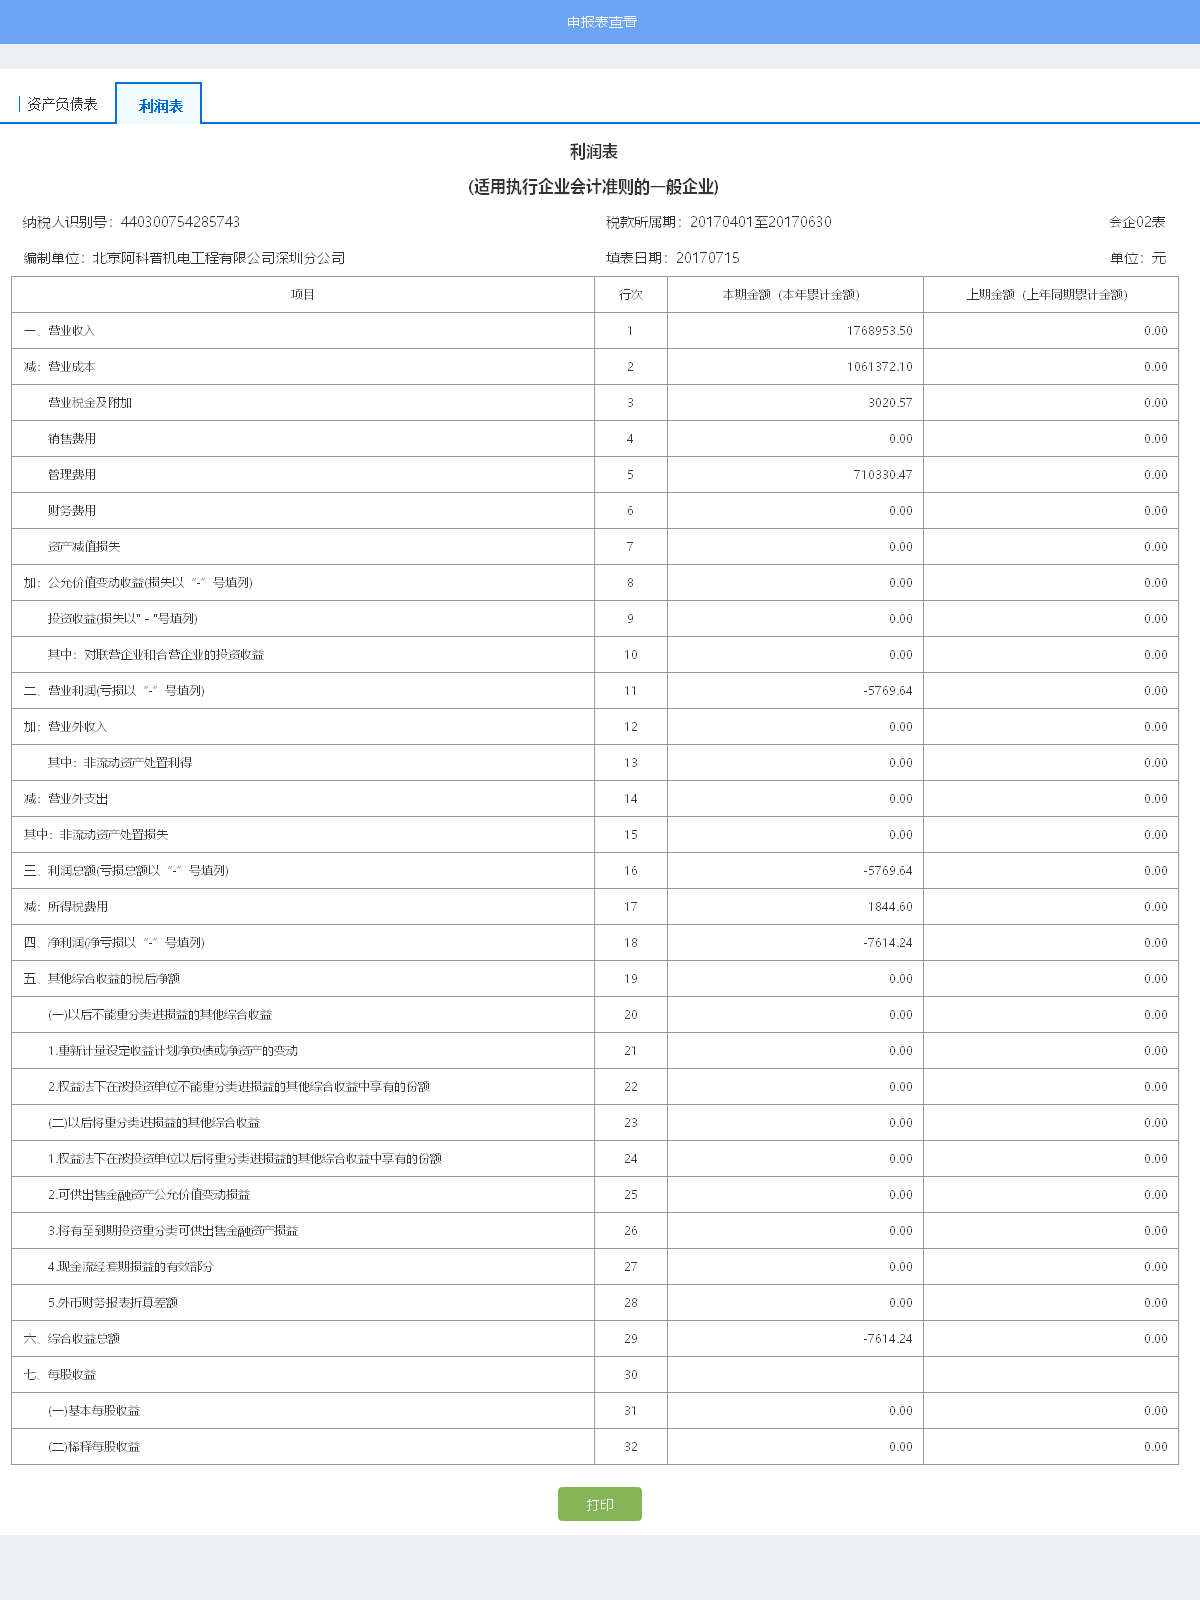 申报表查看
资产负债表 利润表
利润表
(适用执行企业会计准则的一般企业)
纳税人识别号：440300754285743 税款所属期：20170401至20170630 会企02表
编制单位：北京阿科普机电工程有限公司深圳分公司 填表日期：20170715 单位：元
项目 行次 本期金额（本年累计金额） 上期金额（上年同期累计金额）
一、营业收入 1 1768953.50 0.00
减：营业成本 2 1061372.10 0.00
营业税金及附加 3 3020.57 0.00
销售费用 4 0.00 0.00
管理费用 5 710330.47 0.00
财务费用 6 0.00 0.00
资产减值损失 7 0.00 0.00
加：公允价值变动收益(损失以“-”号填列) 8 0.00 0.00
投资收益(损失以"－"号填列) 9 0.00 0.00
其中：对联营企业和合营企业的投资收益 10 0.00 0.00
二、营业利润(亏损以“-”号填列) 11 -5769.64 0.00
加：营业外收入 12 0.00 0.00
其中：非流动资产处置利得 13 0.00 0.00
减：营业外支出 14 0.00 0.00
其中：非流动资产处置损失 15 0.00 0.00
三、利润总额(亏损总额以“-”号填列) 16 -5769.64 0.00
减：所得税费用 17 1844.60 0.00
四、净利润(净亏损以“-”号填列) 18 -7614.24 0.00
五、其他综合收益的税后净额 19 0.00 0.00
(一)以后不能重分类进损益的其他综合收益 20 0.00 0.00
1.重新计量设定收益计划净负债或净资产的变动 21 0.00 0.00
2.权益法下在被投资单位不能重分类进损益的其他综合收益中享有的份额 22 0.00 0.00
(二)以后将重分类进损益的其他综合收益 23 0.00 0.00
1.权益法下在被投资单位以后将重分类进损益的其他综合收益中享有的份额 24 0.00 0.00
2.可供出售金融资产公允价值变动损益 25 0.00 0.00
3.将有至到期投资重分类可供出售金融资产损益 26 0.00 0.00
4.现金流经套期损益的有效部分 27 0.00 0.00
5.外币财务报表折算差额 28 0.00 0.00
六、综合收益总额 29 -7614.24 0.00
七、每股收益 30
(一)基本每股收益 31 0.00 0.00
(二)稀释每股收益 32 0.00 0.00
打印